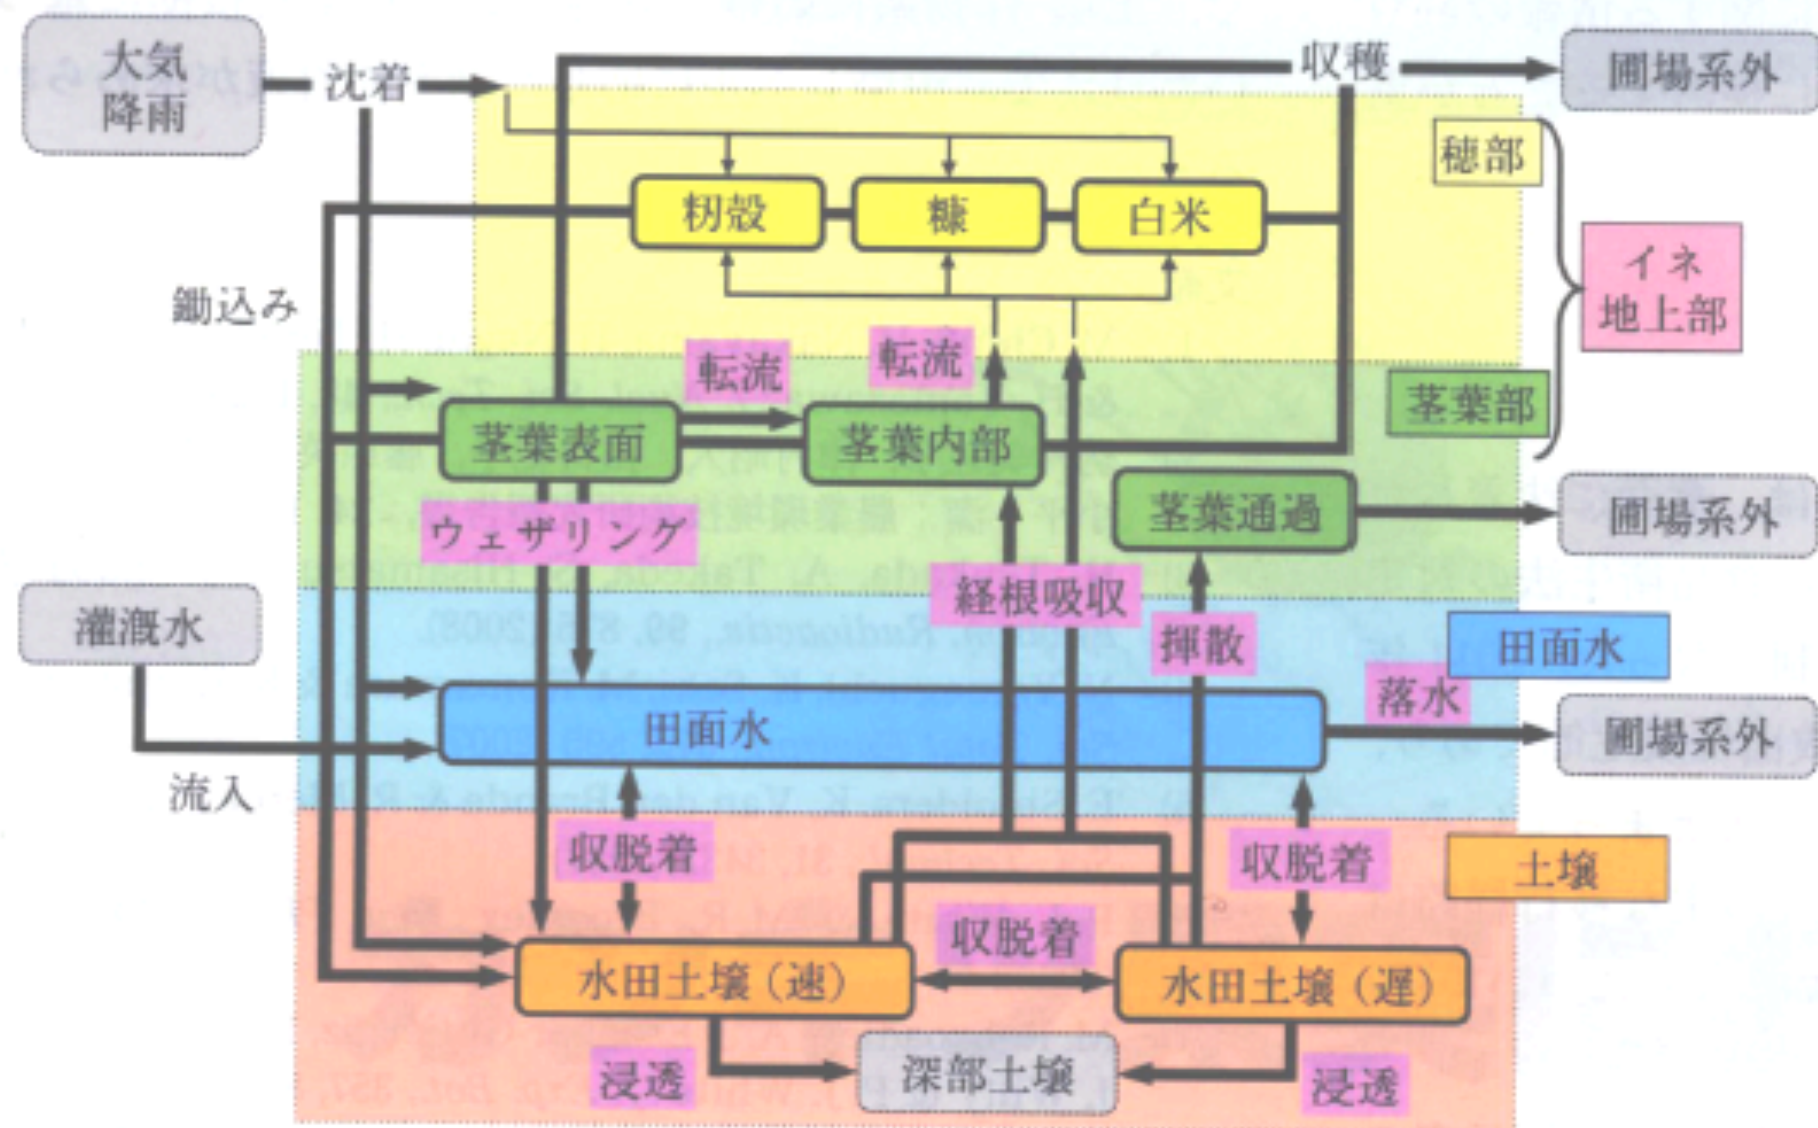 大気
降雨
沈着
収穫
圃場系外
穂部
籾殻
糠
白米
イネ
地上部
鋤込み
転流
転流
茎葉部
茎葉表面
茎葉内部
茎葉通過
圃場系外
ウェザリング
経根吸収
灌漑水
揮散
田面水
落水
田面水
圃場系外
流入
収脱着
収脱着
土壌
収脱着
水田土壌（速）
水田土壌（遅）
浸透
深部土壌
浸透